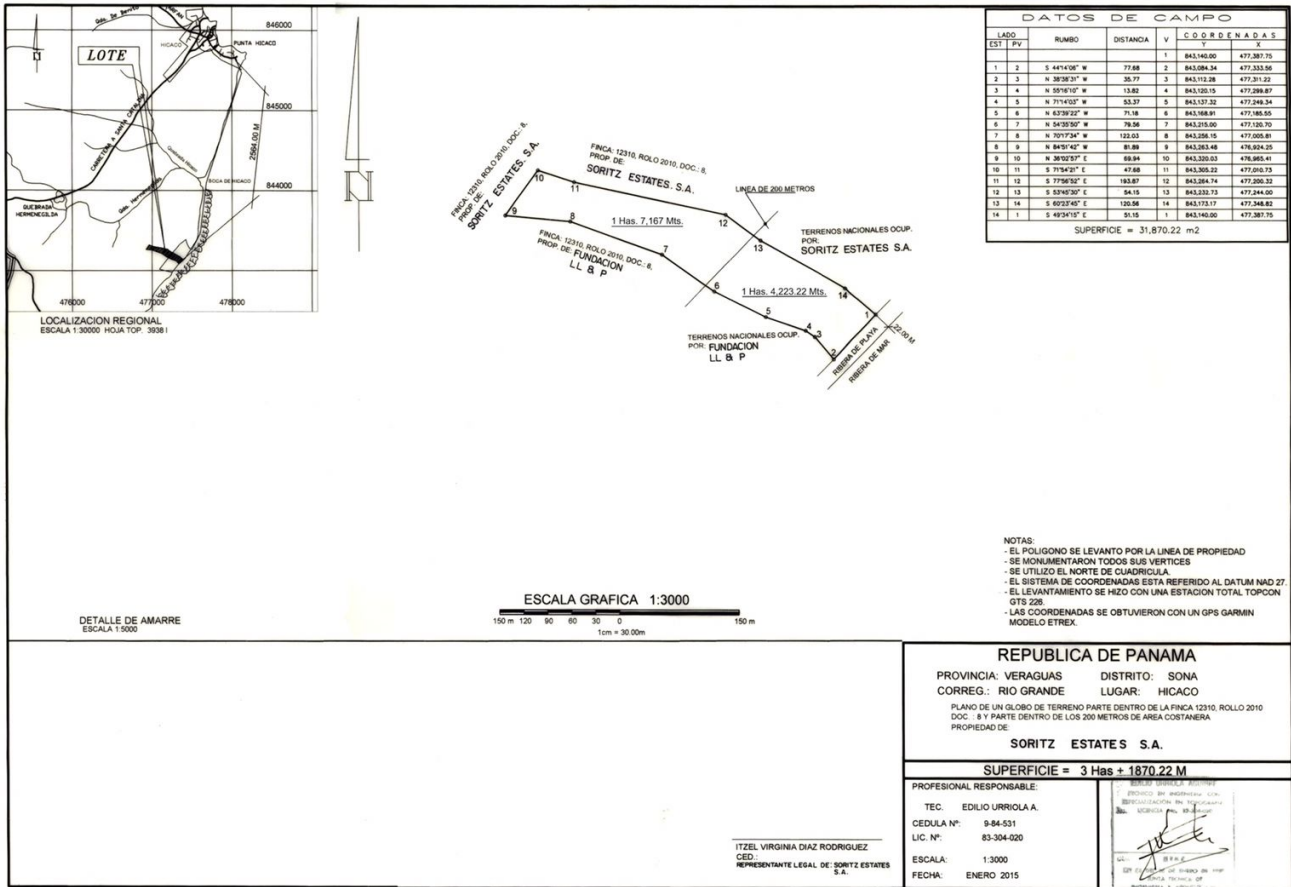 846000
Qda. De Benito
HICACO
PUNTA HICACO
LOTE
845000
CARRETERA A SANTA CATALINA
2564.00 M
Quebrada Hicaco
BOCA DE HICACO
844000
QUEBRADA
HERMENEGILDA
476000
477000
478000
LOCALIZACION REGIONAL
ESCALA 1:30000 HOJA TOP. 3938 I
N
FINCA: 12310, ROLO 2010, DOC.: 8,
PROP. DE:
SORITZ ESTATES. S.A.
FINCA: 12310, ROLO 2010, DOC.: 8,
PROP. DE:
SORITZ ESTATES. S.A.
10
11
LINEA DE 200 METROS
9
8
1 Has. 7,167 Mts.
12
FINCA: 12310, ROLO 2010, DOC.: 8,
PROP. DE: FUNDACION
LL & P
7
13
TERRENOS NACIONALES OCUP.
POR:
SORITZ ESTATES S.A.
6
1 Has. 4,223.22 Mts.
14
5
4
3
1
2
TERRENOS NACIONALES OCUP.
POR: FUNDACION
LL & P
RIBERA DE PLAYA
RIBERA DE MAR
22.00 M
DATOS DE CAMPO
LADO RUMBO DISTANCIA V COORDENADAS
EST PV Y X
1 843,140.00 477,387.75
1 2 S 44°14'06" W 77.68 2 843,084.34 477,333.56
2 3 N 38°38'31" W 35.77 3 843,112.28 477,311.22
3 4 N 55°16'10" W 13.82 4 843,120.15 477,299.87
4 5 N 71°14'03" W 53.37 5 843,137.32 477,249.34
5 6 N 63°39'22" W 71.18 6 843,168.91 477,185.55
6 7 N 54°35'50" W 79.56 7 843,215.00 477,120.70
7 8 N 70°17'34" W 122.03 8 843,256.15 477,005.81
8 9 N 84°51'42" W 81.89 9 843,263.48 476,924.25
9 10 N 36°02'57" E 69.94 10 843,320.03 476,965.41
10 11 S 71°54'21" E 47.68 11 843,305.22 477,010.73
11 12 S 77°56'52" E 193.87 12 843,264.74 477,200.32
12 13 S 53°45'30" E 54.15 13 843,232.73 477,244.00
13 14 S 60°23'45" E 120.56 14 843,173.17 477,348.82
14 1 S 49°34'15" E 51.15 1 843,140.00 477,387.75
SUPERFICIE = 31,870.22 m2
NOTAS:
- EL POLIGONO SE LEVANTO POR LA LINEA DE PROPIEDAD
- SE MONUMENTARON TODOS SUS VERTICES
- SE UTILIZO EL NORTE DE CUADRICULA.
- EL SISTEMA DE COORDENADAS ESTA REFERIDO AL DATUM NAD 27.
- EL LEVANTAMIENTO SE HIZO CON UNA ESTACION TOTAL TOPCON
GTS 226.
- LAS COORDENADAS SE OBTUVIERON CON UN GPS GARMIN
MODELO ETREX.
DETALLE DE AMARRE
ESCALA 1:5000
ESCALA GRAFICA 1:3000
150 m 120 90 60 30 0 150 m
1cm = 30.00m
REPUBLICA DE PANAMA
PROVINCIA: VERAGUAS DISTRITO: SONA
CORREG.: RIO GRANDE LUGAR: HICACO
PLANO DE UN GLOBO DE TERRENO PARTE DENTRO DE LA FINCA 12310, ROLLO 2010
DOC. : 8 Y PARTE DENTRO DE LOS 200 METROS DE AREA COSTANERA
PROPIEDAD DE:
SORITZ ESTATES S.A.
SUPERFICIE = 3 Has + 1870.22 M
PROFESIONAL RESPONSABLE:
TEC. EDILIO URRIOLA A.
CEDULA Nº: 9-84-531
LIC. Nº: 83-304-020
ESCALA: 1:3000
FECHA: ENERO 2015
ITZEL VIRGINIA DIAZ RODRIGUEZ
CED.:
REPRESENTANTE LEGAL DE: SORITZ ESTATES
S.A.